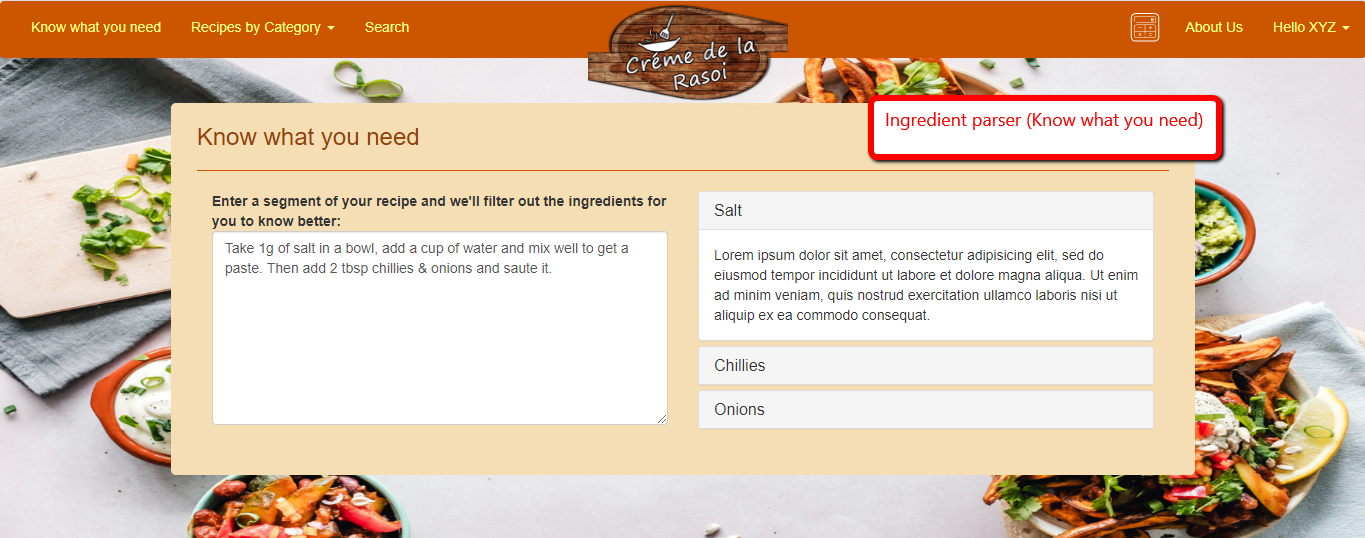 Know what you need
Recipes by Category
Search
Créme de la
Rasoi
About Us
Hello XYZ
Ingredient parser (Know what you need)
Know what you need
Enter a segment of your recipe and we'll filter out the ingredients for
you to know better:
Take 1g of salt in a bowl, add a cup of water and mix well to get a
paste. Then add 2 tbsp chillies & onions and saute it.
Salt
Lorem ipsum dolor sit amet, consectetur adipisicing elit, sed do
eiusmod tempor incididunt ut labore et dolore magna aliqua. Ut enim
ad minim veniam, quis nostrud exercitation ullamco laboris nisi ut
aliquip ex ea commodo consequat.
Chillies
Onions